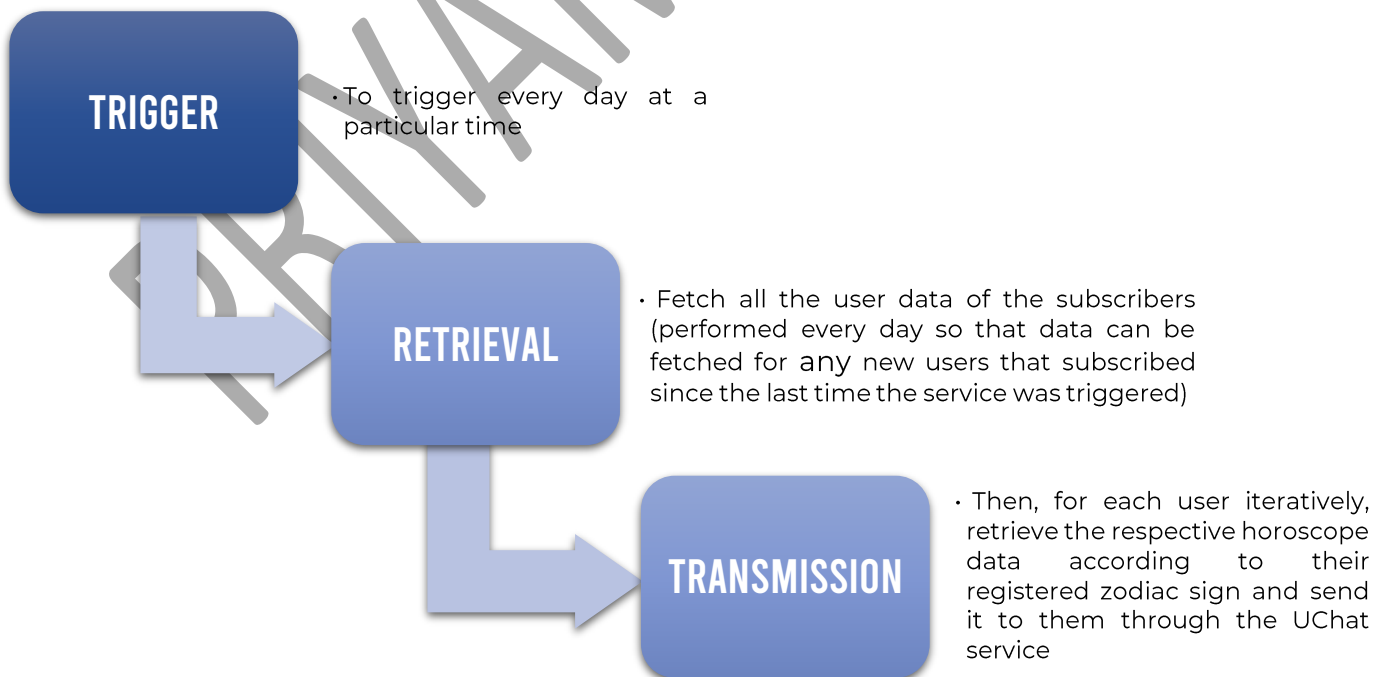 TRIGGER
• To trigger every day at a
particular time
RETRIEVAL
• Fetch all the user data of the subscribers
(performed every day so that data can be
fetched for any new users that subscribed
since the last time the service was triggered)
TRANSMISSION
• Then, for each user iteratively,
retrieve the respective horoscope
data according to their
registered zodiac sign and send
it to them through the UChat
service